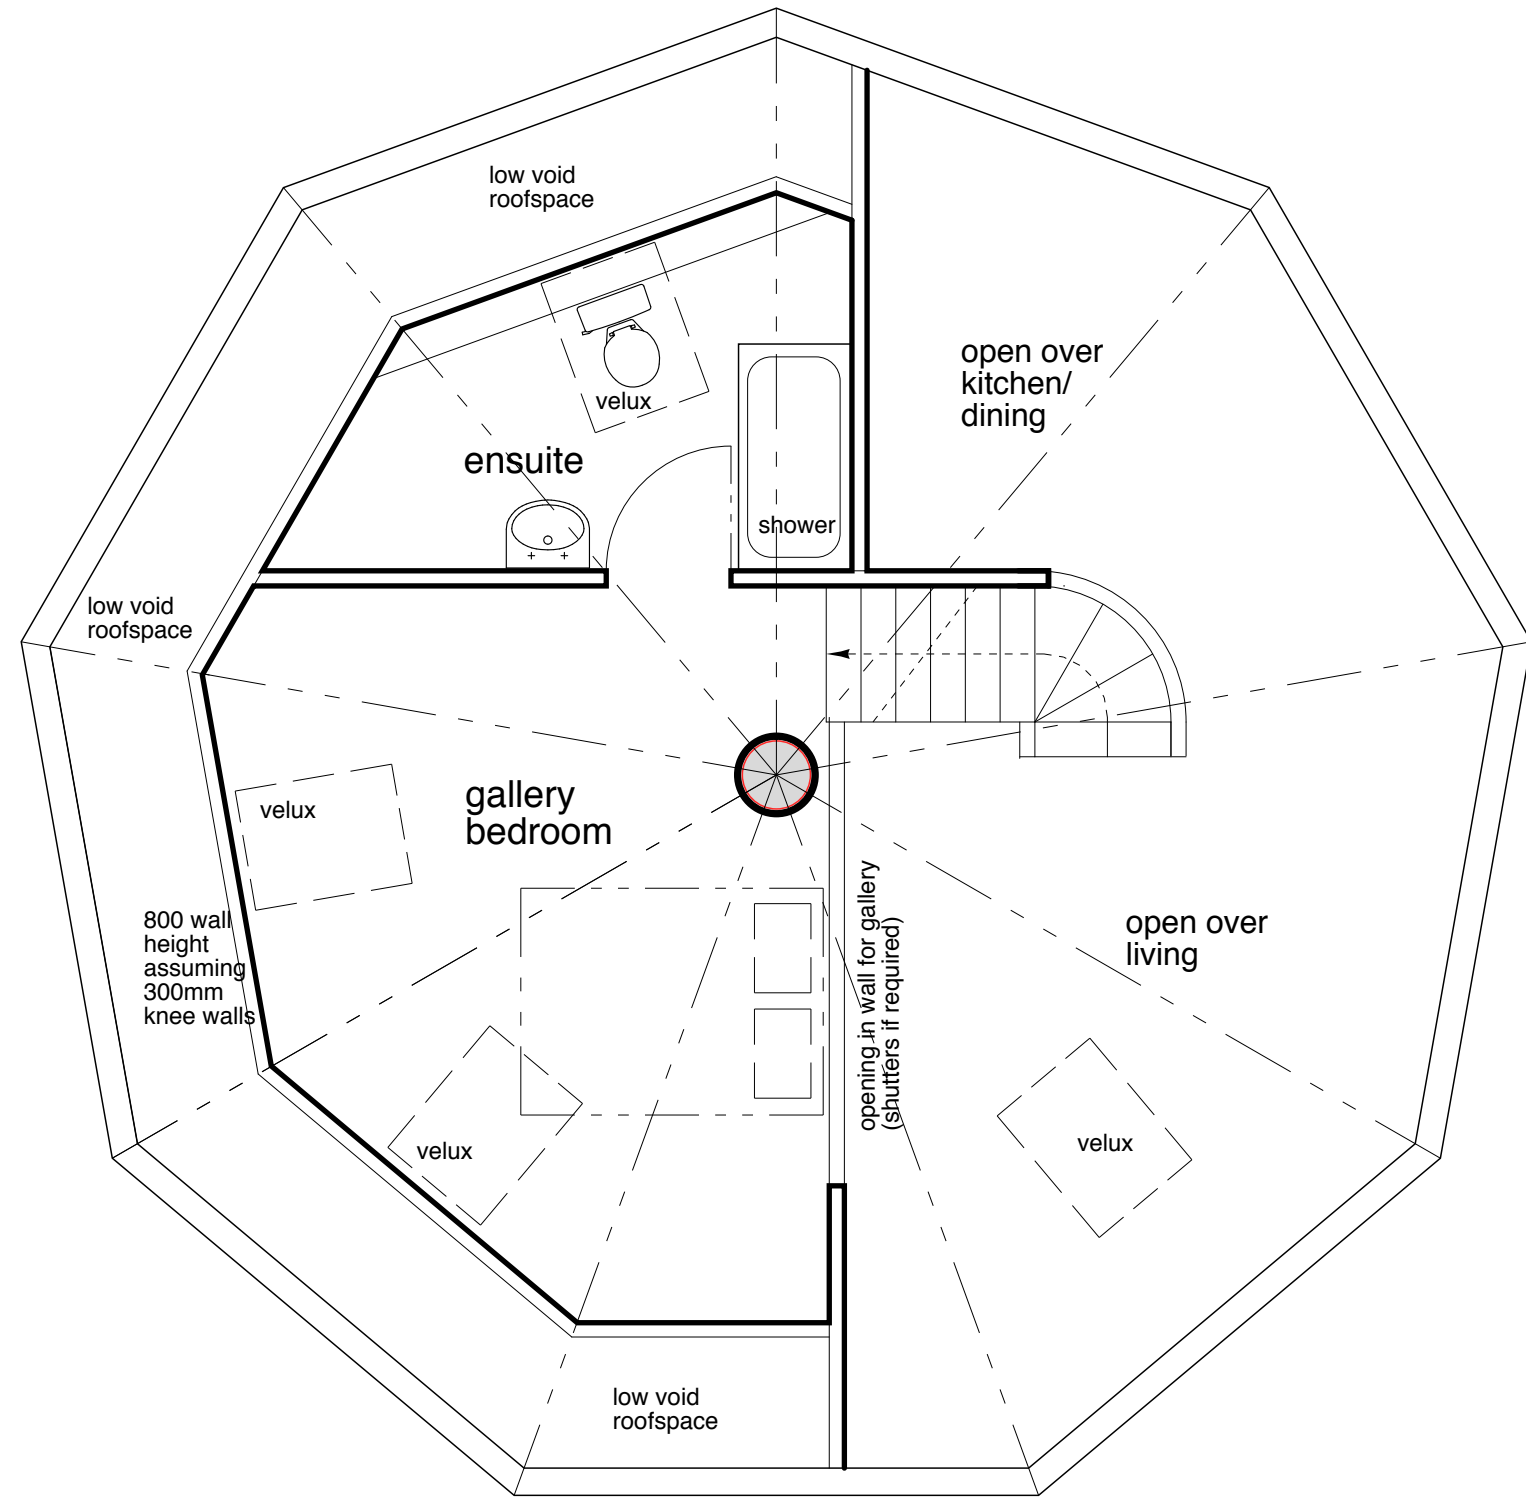 low void
roofspace
open over
kitchen/
dining
velux
ensuite
shower
low void
roofspace
gallery
bedroom
velux
800 wall
height
assuming
300mm
knee walls
opening in wall for gallery
(shutters if required)
open over
living
velux
velux
low void
roofspace